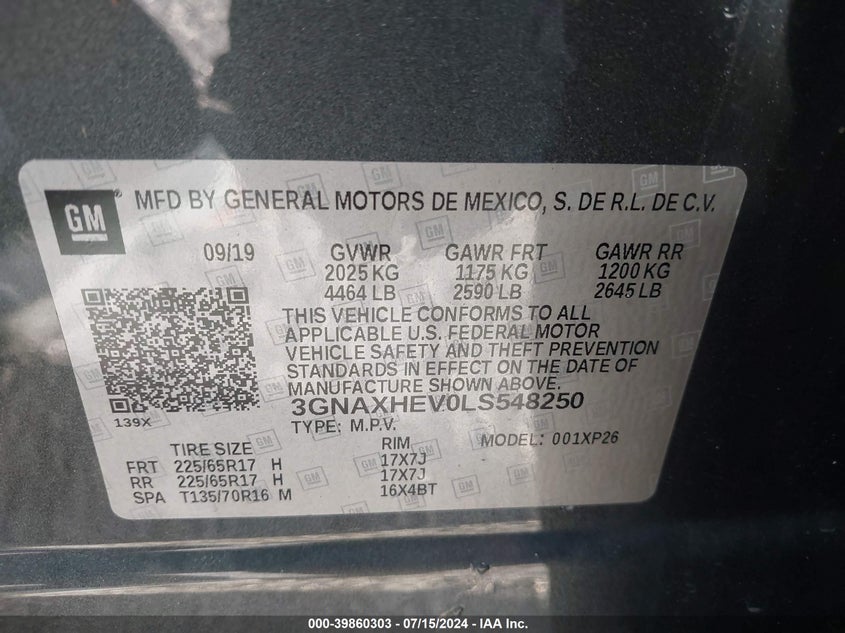 GM
MFD BY GENERAL MOTORS DE MEXICO, S. DE R.L. DE C.V.
09/19 GVWR GAWR FRT GAWR RR
2025 KG 1175 KG 1200 KG
4464 LB 2590 LB 2645 LB
THIS VEHICLE CONFORMS TO ALL
APPLICABLE U.S. FEDERAL MOTOR
VEHICLE SAFETY AND THEFT PREVENTION
STANDARDS IN EFFECT ON THE DATE OF
MANUFACTURE SHOWN ABOVE.
3GNAXHEV0LS548250
139X
TYPE: M.P.V. MODEL: 001XP26
TIRE SIZE RIM
FRT 225/65R17 H 17X7J
RR 225/65R17 H 17X7J
SPA T135/70R16 M 16X4BT
000-39860303 - 07/15/2024 - IAA Inc.